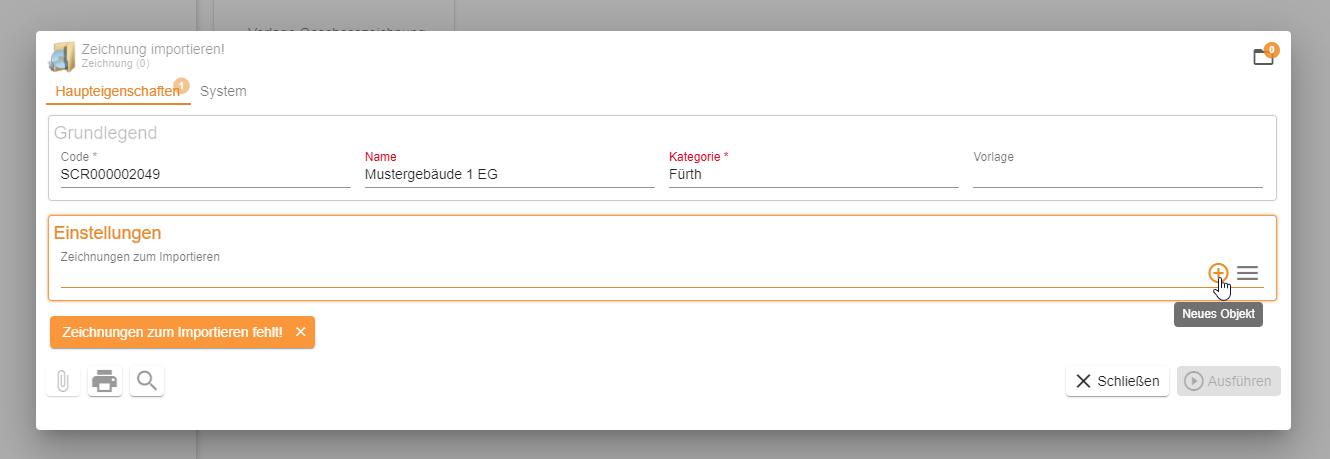 Vorlage Geschosszeichnung
Zeichnung importieren!
Zeichnung (0)
0
Haupteigenschaften
1
System
Grundlegend
Code *
Name
Kategorie *
Vorlage
SCR000002049
Mustergebäude 1 EG
Fürth
Einstellungen
Zeichnungen zum Importieren
Neues Objekt
Zeichnungen zum Importieren fehlt!
Schließen
Ausführen